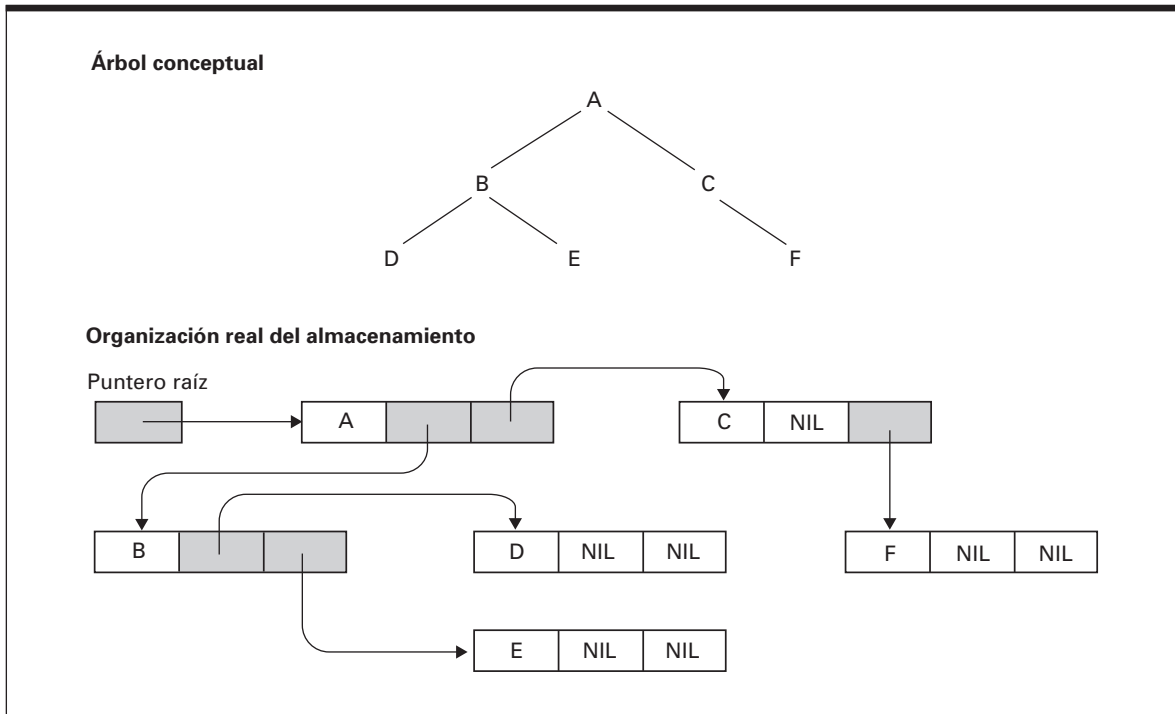 Árbol conceptual
A
B C
D E F
Organización real del almacenamiento
Puntero raíz
A C NIL
B D NIL NIL F NIL NIL
E NIL NIL